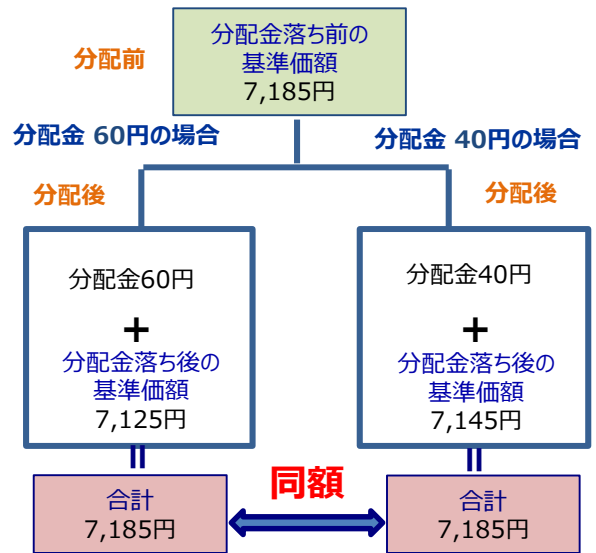 分配前
分配金落ち前の
基準価額
7,185円
分配金 60円の場合
分配金 40円の場合
分配後
分配後
分配金60円
+
分配金落ち後の
基準価額
7,125円
分配金40円
+
分配金落ち後の
基準価額
7,145円
=
=
合計
7,185円
同額
合計
7,185円